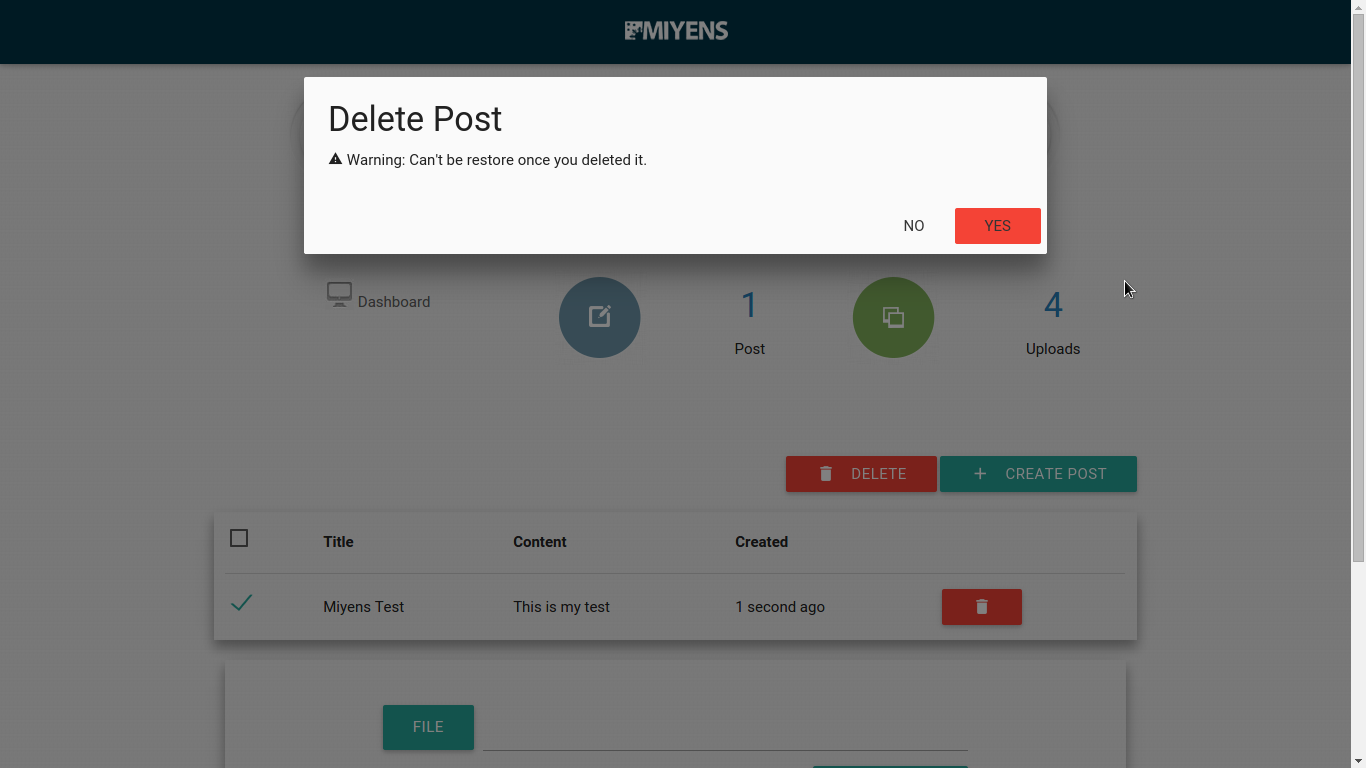 MIYENS
Delete Post
Warning: Can't be restore once you deleted it.
NO YES
Dashboard
1
Post
4
Uploads
DELETE
CREATE POST
Title Content Created
Miyens Test This is my test 1 second ago
FILE